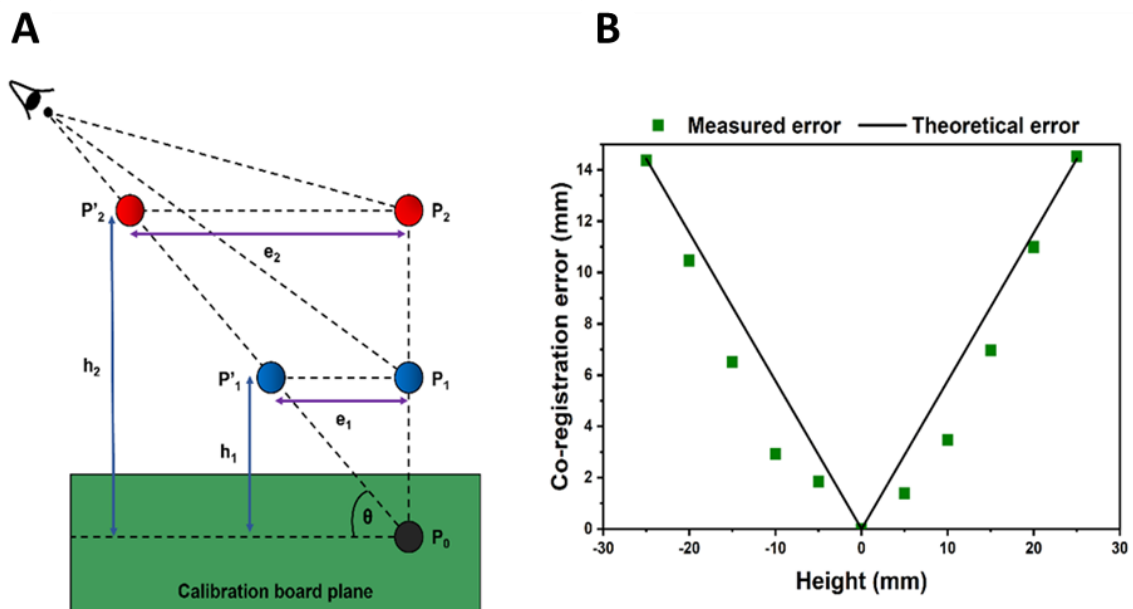 A
P'₂
P₂
e₂
h₂
P'₁
P₁
e₁
h₁
θ
P₀
Calibration board plane
B
Measured error
Theoretical error
Co-registration error (mm)
14
12
10
8
6
4
2
0
-30
-20
-10
0
10
20
30
Height (mm)